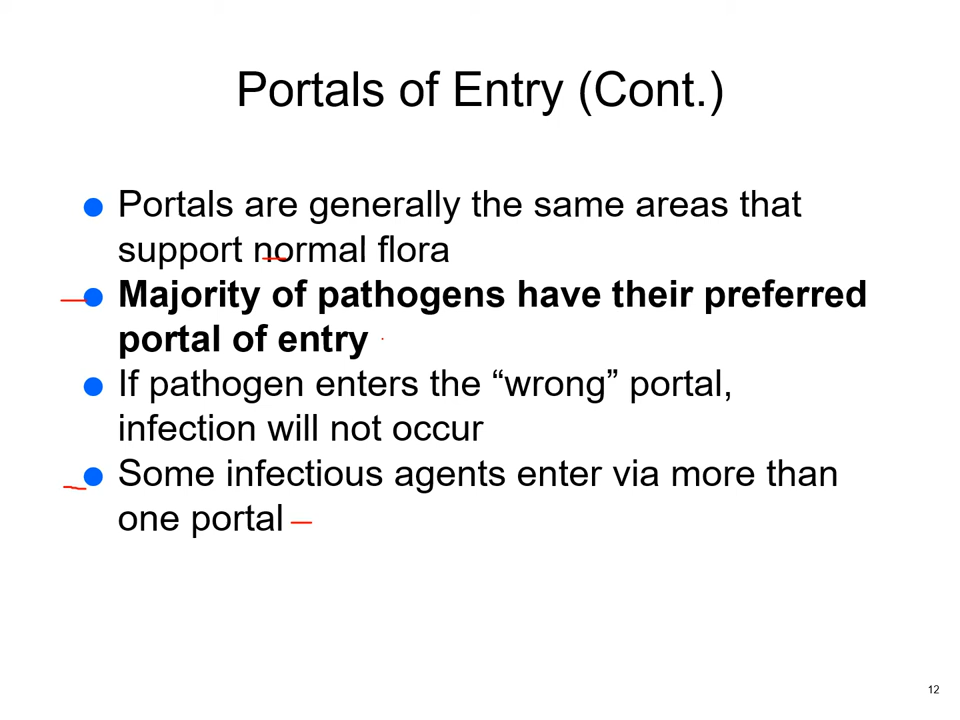 Portals of Entry (Cont.)
● Portals are generally the same areas that
support normal flora
● Majority of pathogens have their preferred
portal of entry
● If pathogen enters the “wrong” portal,
infection will not occur
● Some infectious agents enter via more than
one portal
12